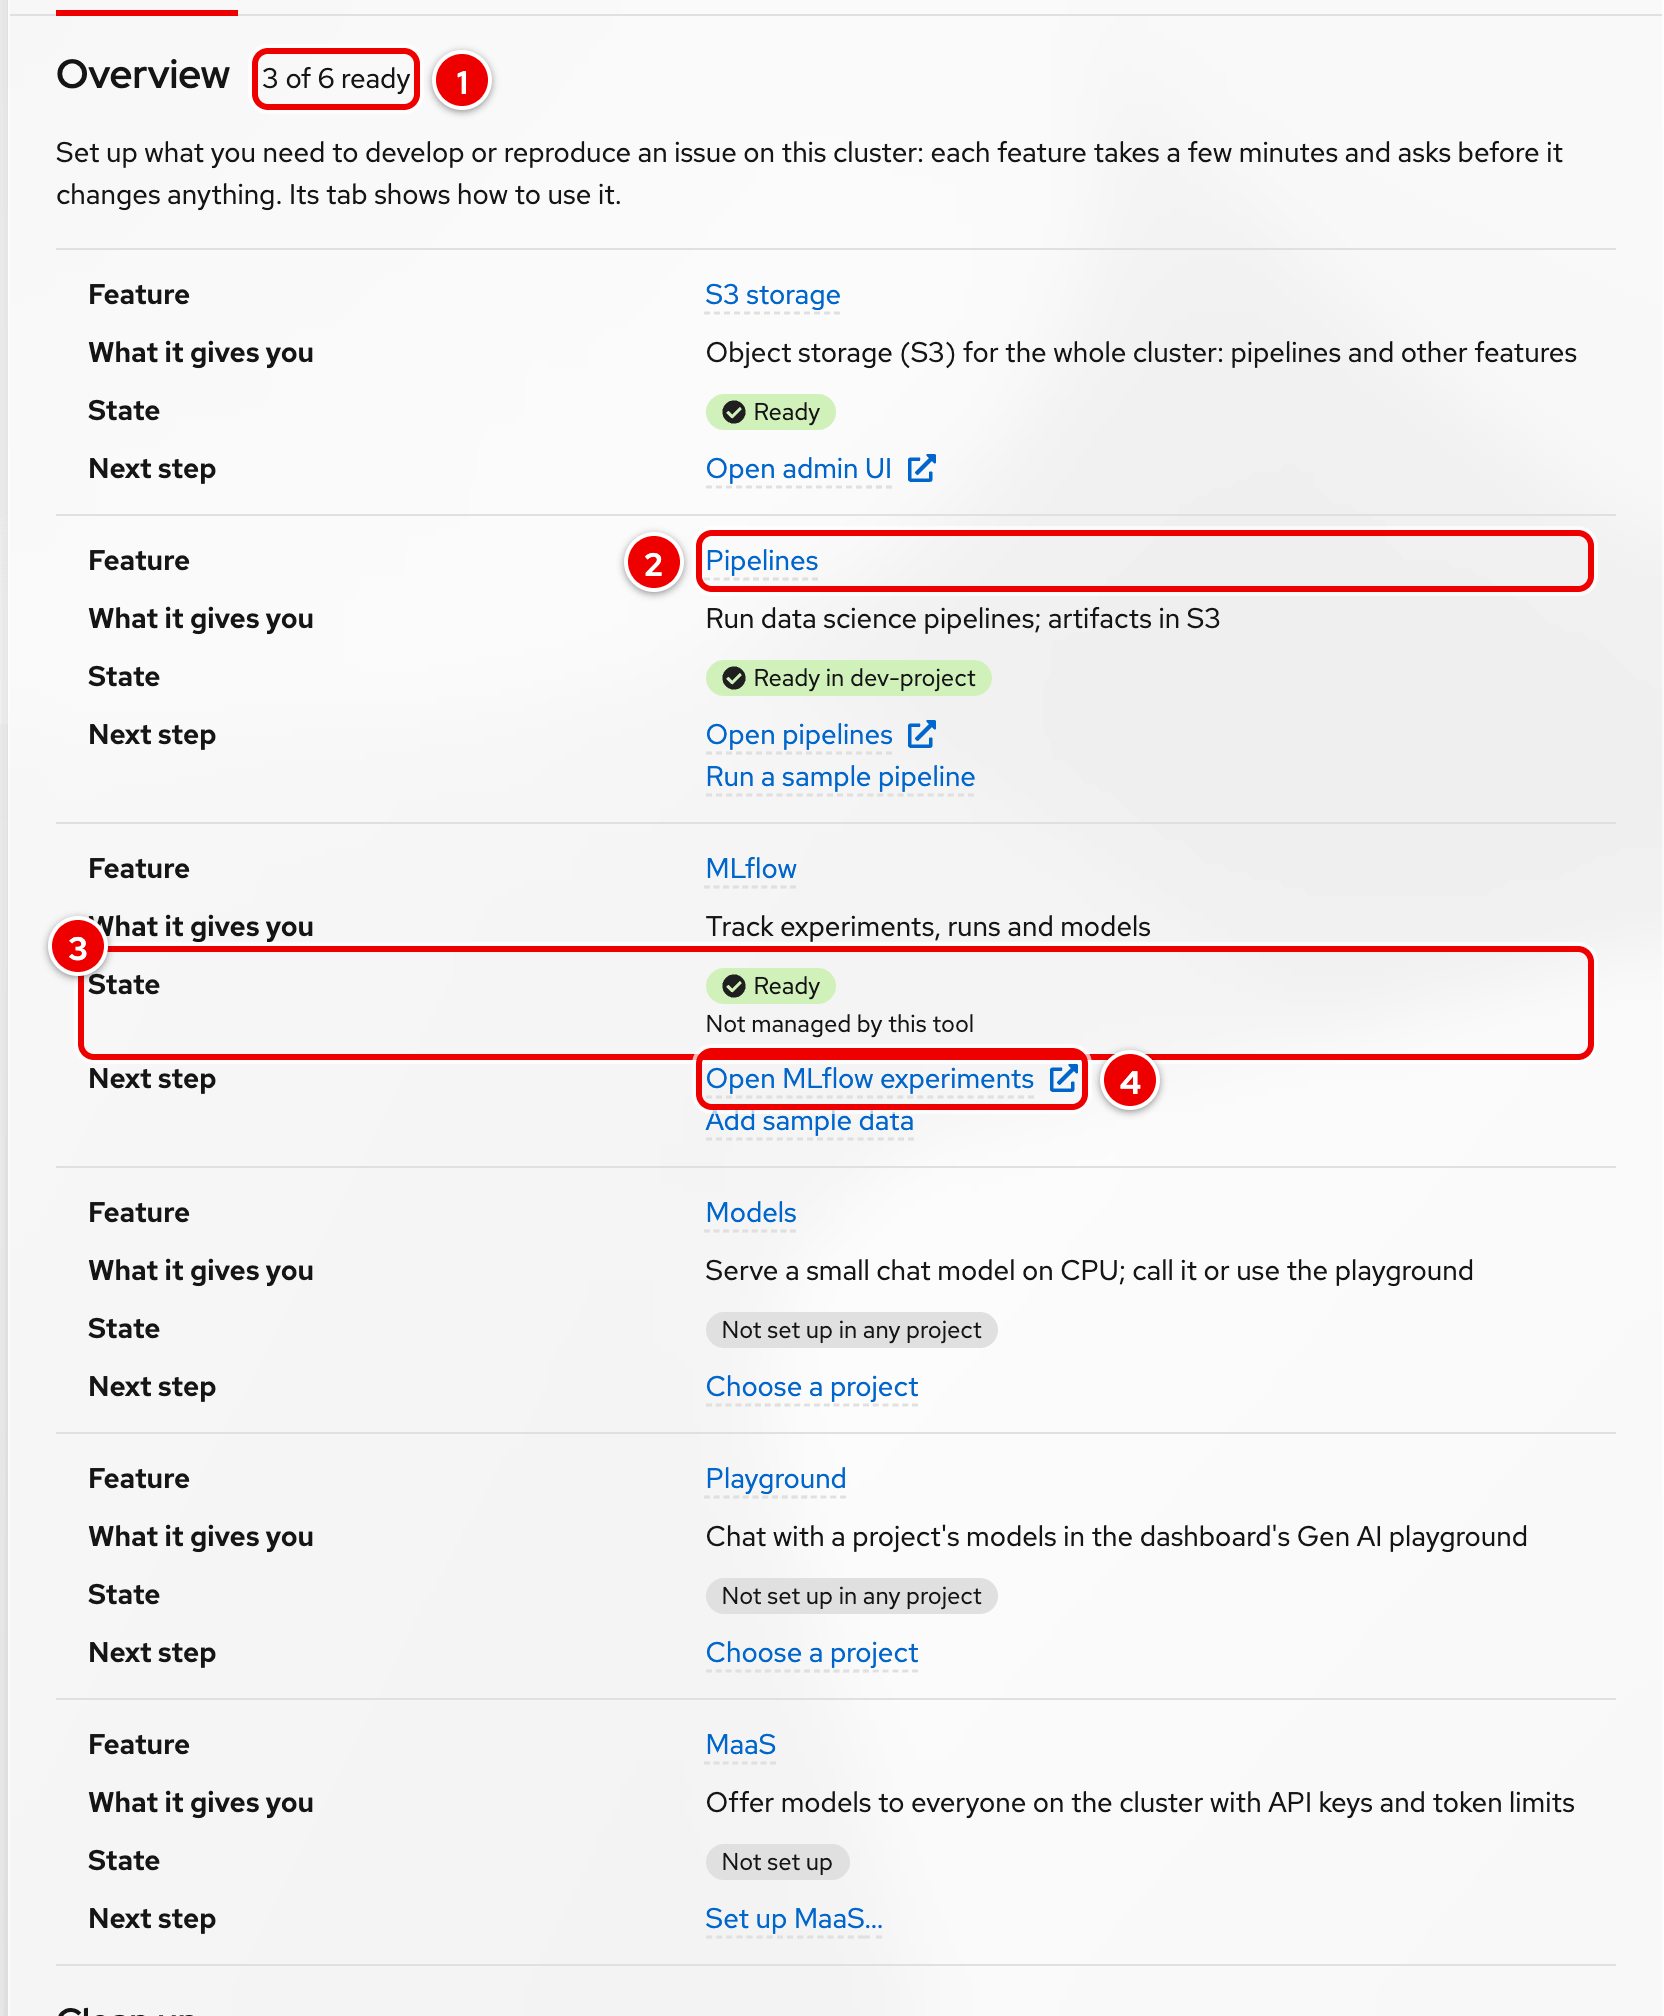 Overview 3 of 6 ready 1
Set up what you need to develop or reproduce an issue on this cluster: each feature takes a few minutes and asks before it
changes anything. Its tab shows how to use it.
Feature S3 storage
What it gives you Object storage (S3) for the whole cluster: pipelines and other features
State Ready
Next step Open admin UI
Feature 2 Pipelines
What it gives you Run data science pipelines; artifacts in S3
State Ready in dev-project
Next step Open pipelines
Run a sample pipeline
Feature MLflow
What it gives you Track experiments, runs and models
3
State Ready
Not managed by this tool
Next step Open MLflow experiments 4
Add sample data
Feature Models
What it gives you Serve a small chat model on CPU; call it or use the playground
State Not set up in any project
Next step Choose a project
Feature Playground
What it gives you Chat with a project's models in the dashboard's Gen AI playground
State Not set up in any project
Next step Choose a project
Feature MaaS
What it gives you Offer models to everyone on the cluster with API keys and token limits
State Not set up
Next step Set up MaaS...